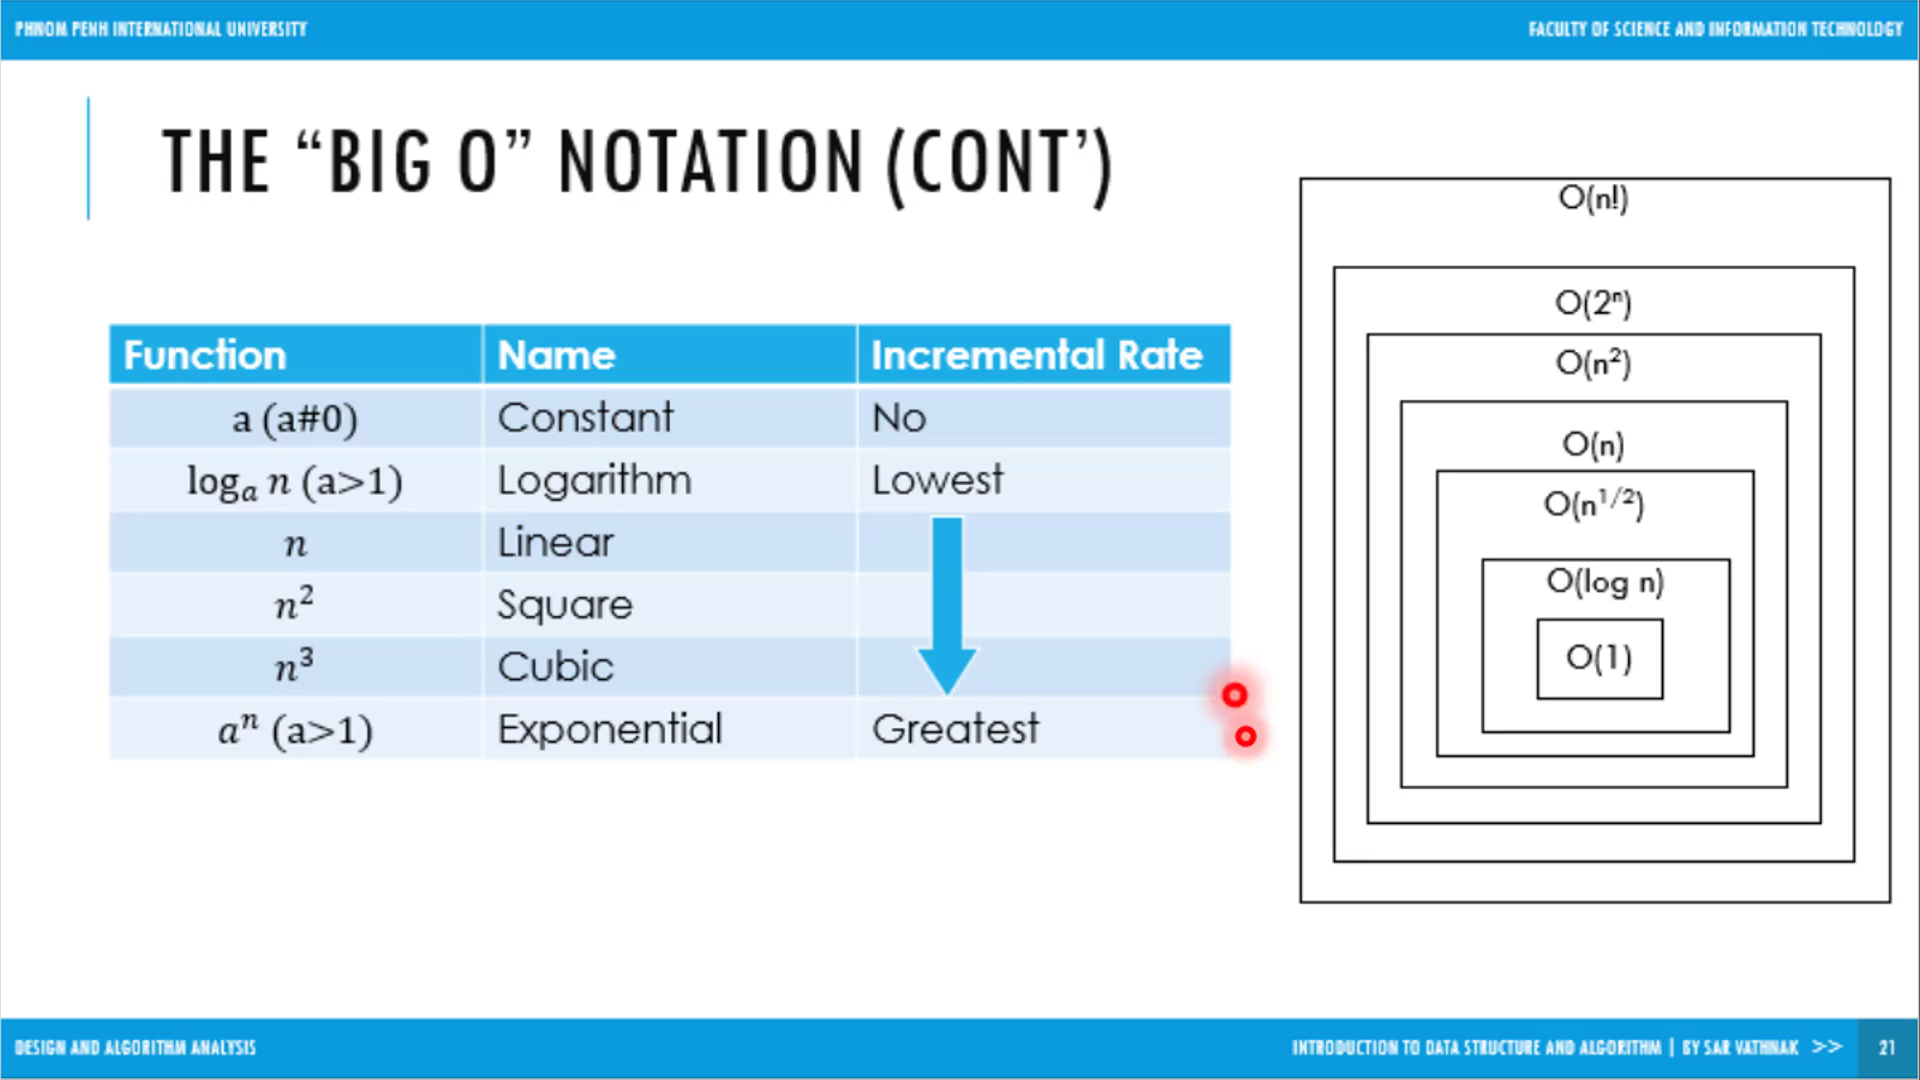 PHNOM PENH INTERNATIONAL UNIVERSITY
FACULTY OF SCIENCE AND INFORMATION TECHNOLOGY
THE “BIG O” NOTATION (CONT’)
Function Name Incremental Rate
a (a#0) Constant No
logₐ n (a>1) Logarithm Lowest
n Linear
n² Square
n³ Cubic
aⁿ (a>1) Exponential Greatest
O(n!)
O(2ⁿ)
O(n²)
O(n)
O(n¹/²)
O(log n)
O(1)
DESIGN AND ALGORITHM ANALYSIS
INTRODUCTION TO DATA STRUCTURE AND ALGORITHM | BY SAR VATHNAK >> 21